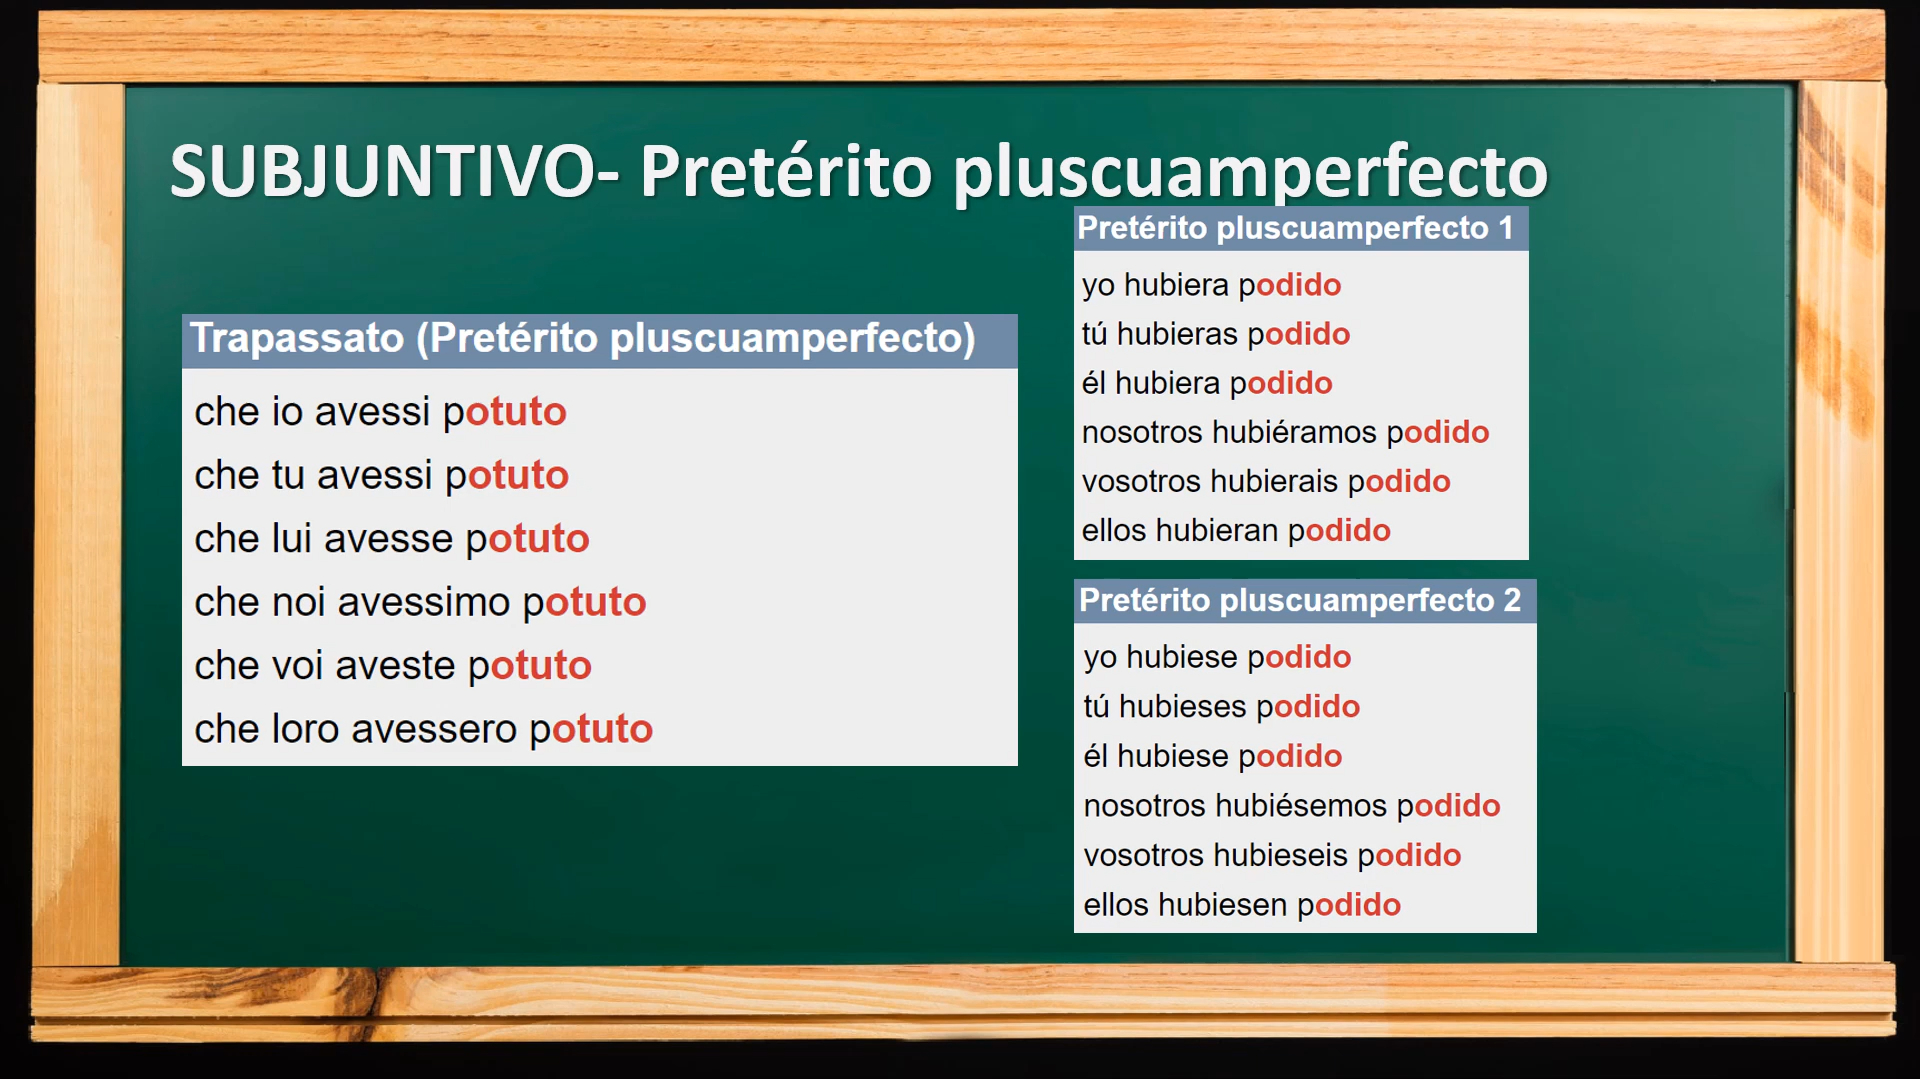 SUBJUNTIVO- Pretérito pluscuamperfecto
Trapassato (Pretérito pluscuamperfecto)
che io avessi potuto
che tu avessi potuto
che lui avesse potuto
che noi avessimo potuto
che voi aveste potuto
che loro avessero potuto
Pretérito pluscuamperfecto 1
yo hubiera podido
tú hubieras podido
él hubiera podido
nosotros hubiéramos podido
vosotros hubierais podido
ellos hubieran podido
Pretérito pluscuamperfecto 2
yo hubiese podido
tú hubieses podido
él hubiese podido
nosotros hubiésemos podido
vosotros hubieseis podido
ellos hubiesen podido